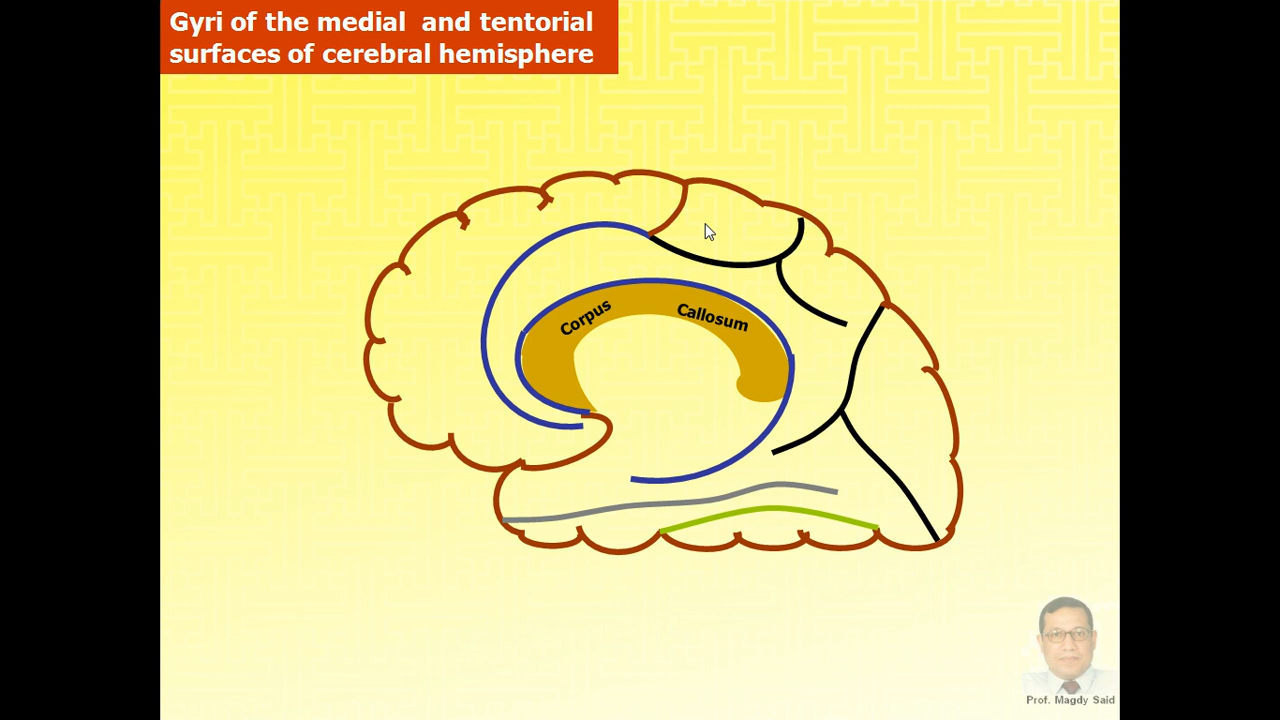 Gyri of the medial  and tentorial
surfaces of cerebral hemisphere
Corpus
Callosum
Prof. Magdy Said